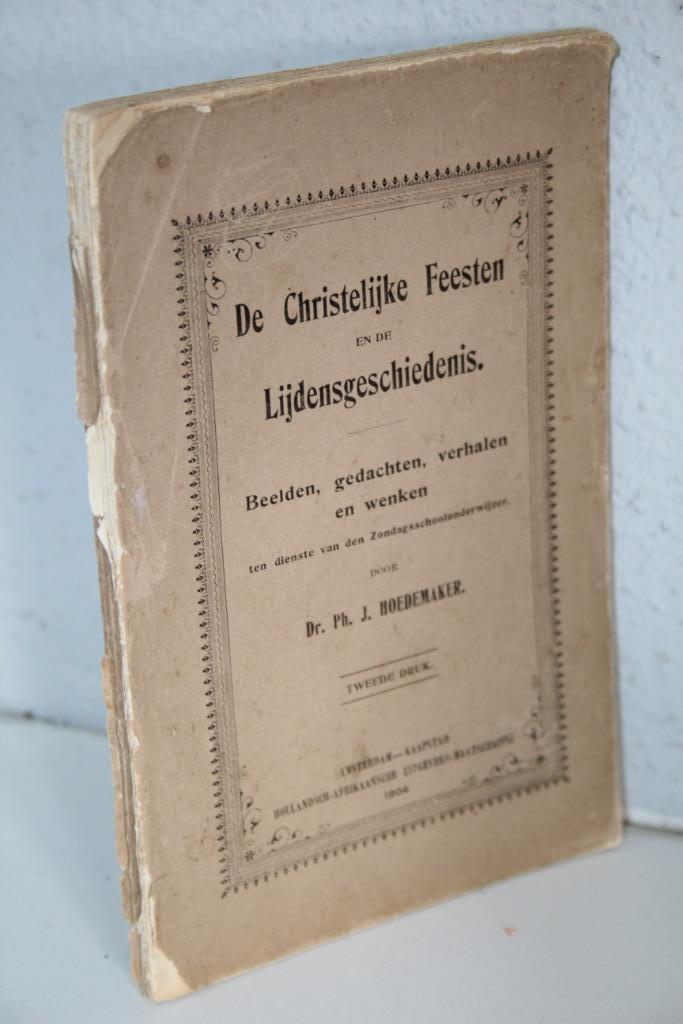 De Christelijke Feesten
EN DE
Lijdensgeschiedenis.
Beelden, gedachten, verhalen
en wenken
ten dienste van den Zondagsschoolonderwijzer,
DOOR
Dr. Ph. J. HOEDEMAKER.
TWEEDE DRUK.
AMSTERDAM—KAAPSTAD
HOLLANDSCH-AFRIKAANSCHE UITGEVERS-MAATSCHAPPIJ
1904